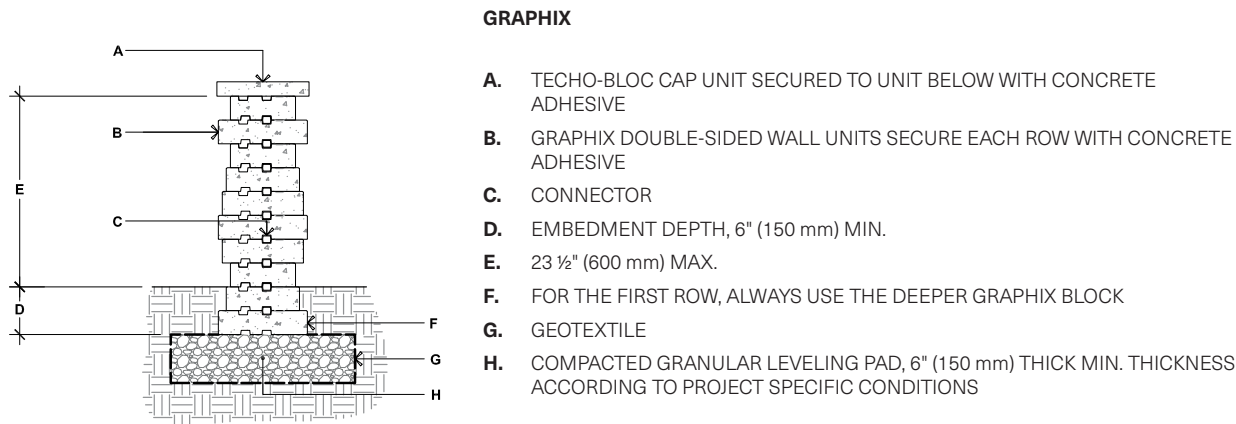 GRAPHIX
A. TECHO-BLOC CAP UNIT SECURED TO UNIT BELOW WITH CONCRETE
ADHESIVE
B. GRAPHIX DOUBLE-SIDED WALL UNITS SECURE EACH ROW WITH CONCRETE
ADHESIVE
C. CONNECTOR
D. EMBEDMENT DEPTH, 6" (150 mm) MIN.
E. 23 ½" (600 mm) MAX.
F. FOR THE FIRST ROW, ALWAYS USE THE DEEPER GRAPHIX BLOCK
G. GEOTEXTILE
H. COMPACTED GRANULAR LEVELING PAD, 6" (150 mm) THICK MIN. THICKNESS
ACCORDING TO PROJECT SPECIFIC CONDITIONS
A
B
E
C
D
F
G
H